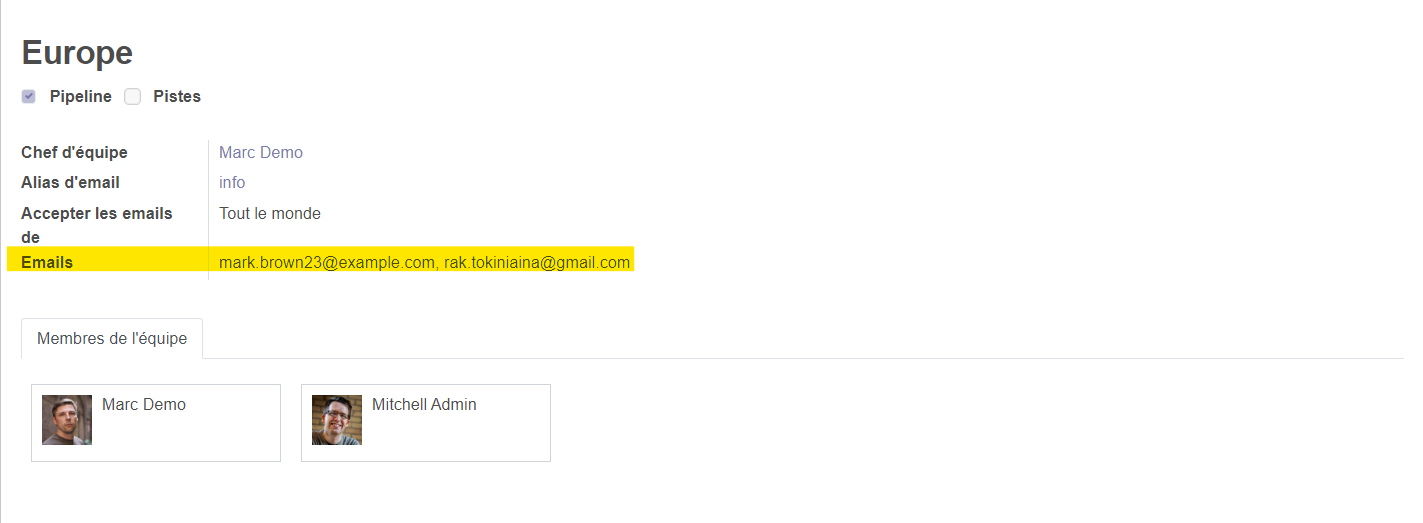 Europe
Pipeline Pistes
Chef d'équipe Marc Demo
Alias d'email info
Accepter les emails Tout le monde
de
Emails mark.brown23@example.com, rak.tokiniaina@gmail.com
Membres de l'équipe
Marc Demo Mitchell Admin